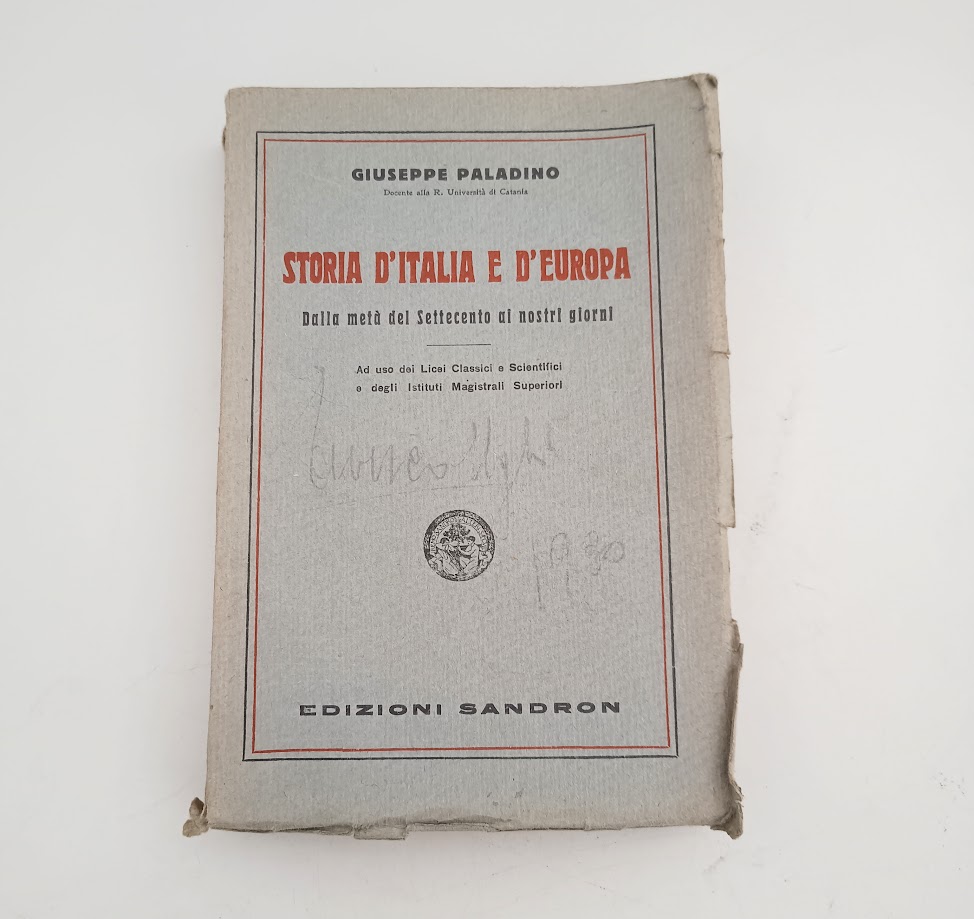 GIUSEPPE PALADINO
Docente alla R. Università di Catania
STORIA D'ITALIA E D'EUROPA
Dalla metà del Settecento ai nostri giorni
Ad uso dei Licei Classici e Scientifici
e degli Istituti Magistrali Superiori
EDIZIONI SANDRON